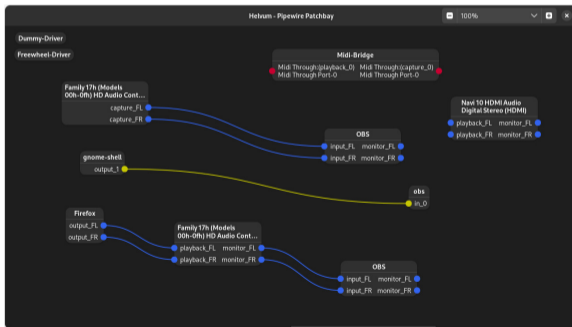 Helvum - Pipewire Patchbay
100%
Dummy-Driver
Freewheel-Driver
Midi-Bridge
Midi Through:(playback_0) Midi Through:(capture_0)
Midi Through Port-0 Midi Through Port-0
Family 17h (Models
00h-0fh) HD Audio Cont...
capture_FL
capture_FR
Navi 10 HDMI Audio
Digital Stereo (HDMI)
playback_FL monitor_FL
playback_FR monitor_FR
OBS
input_FL monitor_FL
input_FR monitor_FR
gnome-shell
output_1
obs
in_0
Firefox
output_FL
output_FR
Family 17h (Models
00h-0fh) HD Audio Cont...
playback_FL monitor_FL
playback_FR monitor_FR
OBS
input_FL monitor_FL
input_FR monitor_FR